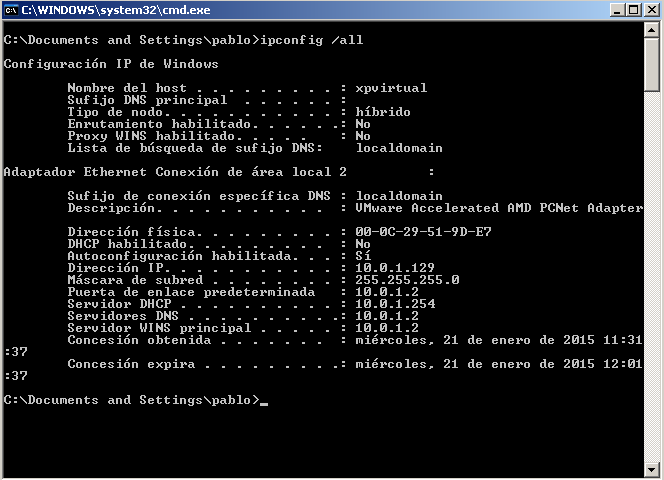 C:\WINDOWS\system32\cmd.exe
C:\Documents and Settings\pablo>ipconfig /all
Configuración IP de Windows
Nombre del host . . . . . . . . . : xpvirtual
Sufijo DNS principal  . . . . . . :
Tipo de nodo. . . . . . . . . . . : híbrido
Enrutamiento habilitado. . . . . .: No
Proxy WINS habilitado. . . . .    : No
Lista de búsqueda de sufijo DNS:    localdomain
Adaptador Ethernet Conexión de área local 2          :
Sufijo de conexión específica DNS : localdomain
Descripción. . . . . . . . . . .  : VMware Accelerated AMD PCNet Adapter
Dirección física. . . . . . . . . : 00-0C-29-51-9D-E7
DHCP habilitado. . . . . . . . . .: No
Autoconfiguración habilitada. . . : Sí
Dirección IP. . . . . . . . . . . : 10.0.1.129
Máscara de subred . . . . . . . . : 255.255.255.0
Puerta de enlace predeterminada   : 10.0.1.2
Servidor DHCP . . . . . . . . . . : 10.0.1.254
Servidores DNS . . . . . . . . . .: 10.0.1.2
Servidor WINS principal . . . . . : 10.0.1.2
Concesión obtenida . . . . . . .  : miércoles, 21 de enero de 2015 11:31
:37
Concesión expira . . . . . . . . .: miércoles, 21 de enero de 2015 12:01
:37
C:\Documents and Settings\pablo>_